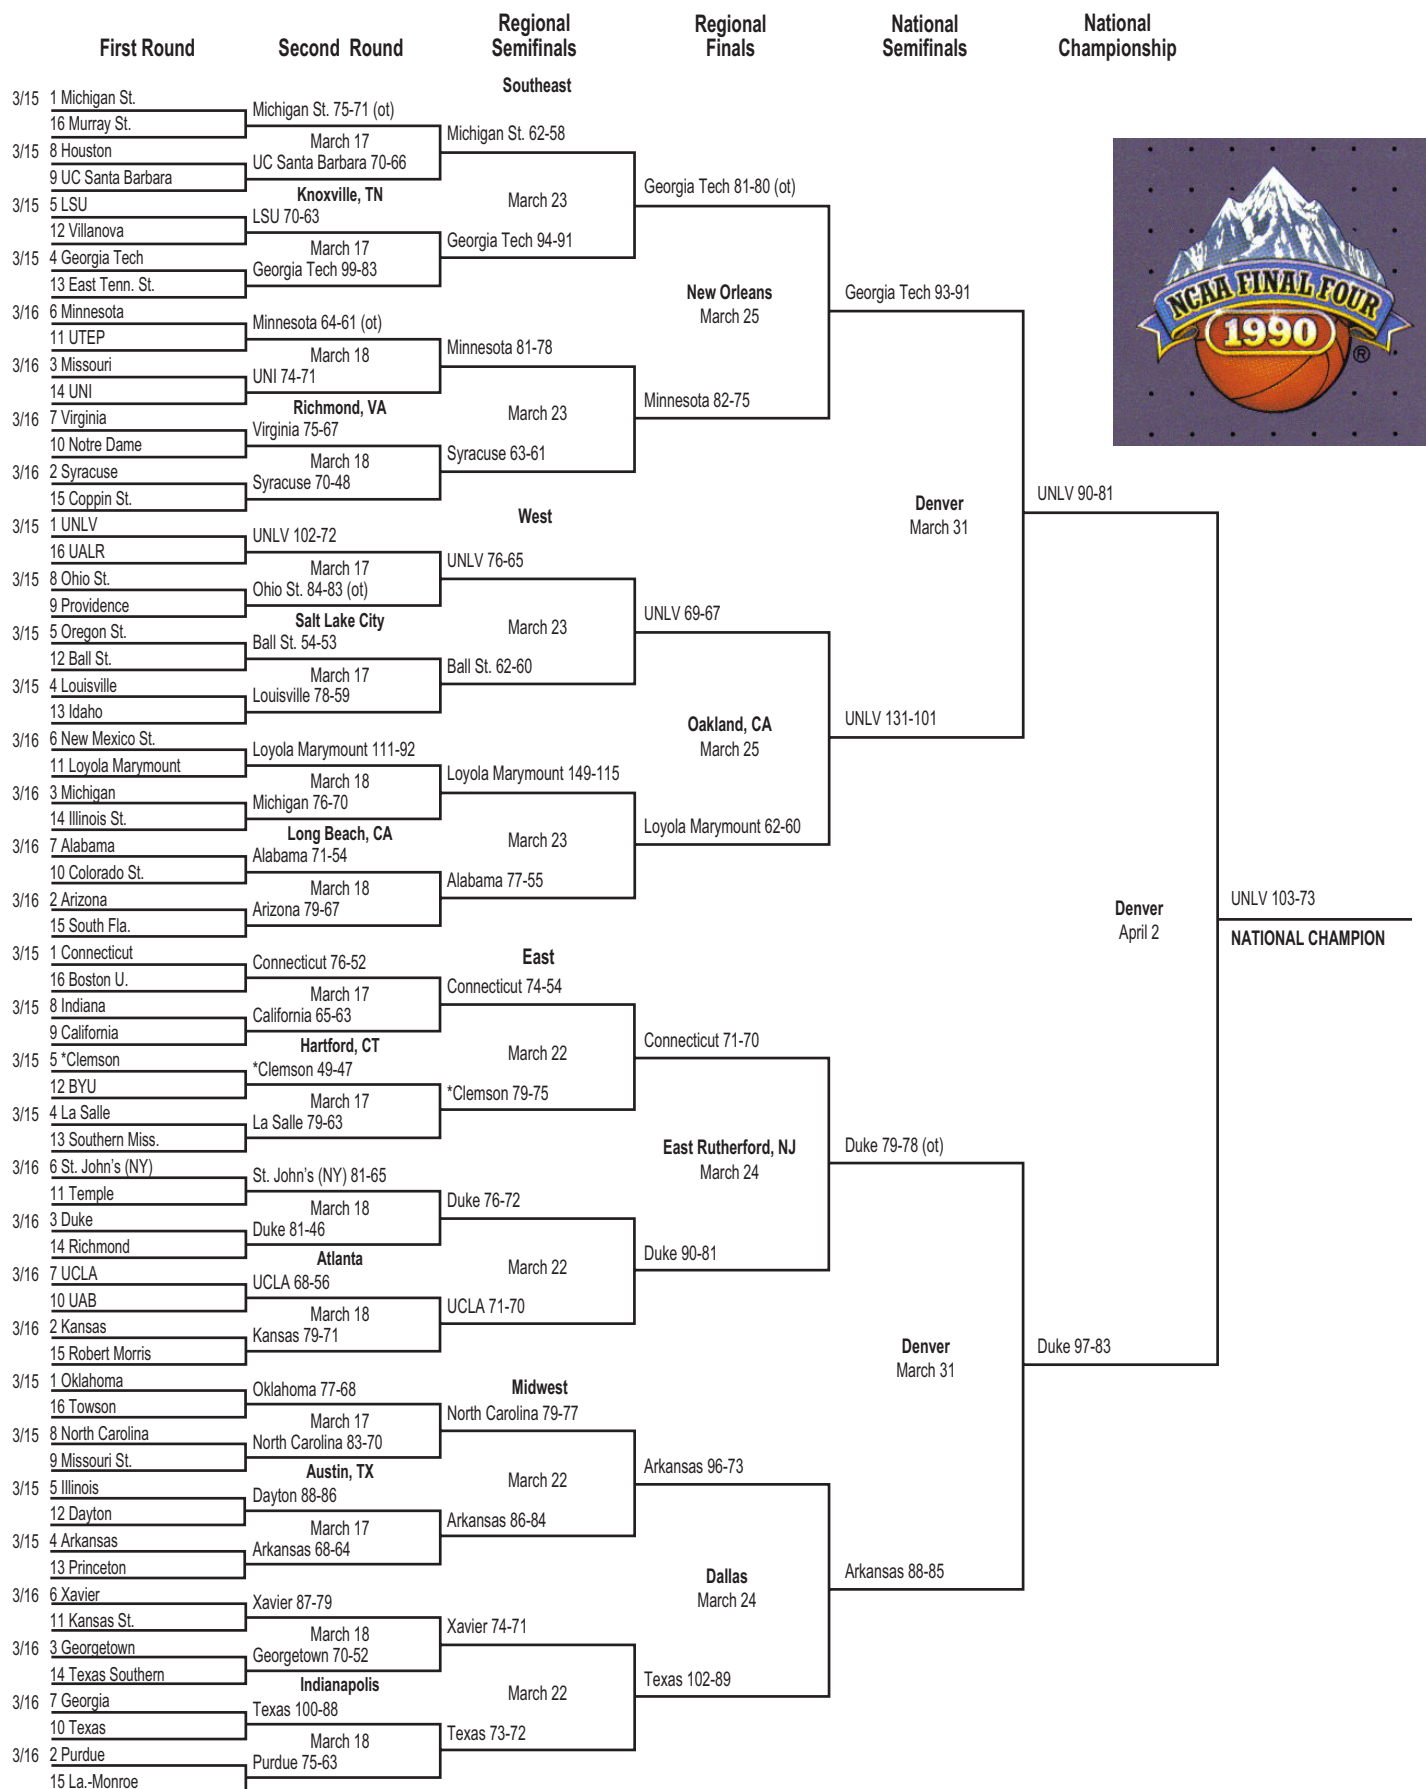 First Round
Second Round
Regional
Semifinals
Regional
Finals
National
Semifinals
National
Championship
Southeast
3/15 1 Michigan St.
16 Murray St.
3/15 8 Houston
9 UC Santa Barbara
3/15 5 LSU
12 Villanova
3/15 4 Georgia Tech
13 East Tenn. St.
3/16 6 Minnesota
11 UTEP
3/16 3 Missouri
14 UNI
3/16 7 Virginia
10 Notre Dame
3/16 2 Syracuse
15 Coppin St.
3/15 1 UNLV
16 UALR
3/15 8 Ohio St.
9 Providence
3/15 5 Oregon St.
12 Ball St.
3/15 4 Louisville
13 Idaho
3/16 6 New Mexico St.
11 Loyola Marymount
3/16 3 Michigan
14 Illinois St.
3/16 7 Alabama
10 Colorado St.
3/16 2 Arizona
15 South Fla.
3/15 1 Connecticut
16 Boston U.
3/15 8 Indiana
9 California
3/15 5 *Clemson
12 BYU
3/15 4 La Salle
13 Southern Miss.
3/16 6 St. John's (NY)
11 Temple
3/16 3 Duke
14 Richmond
3/16 7 UCLA
10 UAB
3/16 2 Kansas
15 Robert Morris
3/15 1 Oklahoma
16 Towson
3/15 8 North Carolina
9 Missouri St.
3/15 5 Illinois
12 Dayton
3/15 4 Arkansas
13 Princeton
3/16 6 Xavier
11 Kansas St.
3/16 3 Georgetown
14 Texas Southern
3/16 7 Georgia
10 Texas
3/16 2 Purdue
15 La.-Monroe
Michigan St. 75-71 (ot)
March 17
UC Santa Barbara 70-66
Knoxville, TN
LSU 70-63
March 17
Georgia Tech 99-83
Minnesota 64-61 (ot)
March 18
UNI 74-71
Richmond, VA
Virginia 75-67
March 18
Syracuse 70-48
UNLV 102-72
March 17
Ohio St. 84-83 (ot)
Salt Lake City
Ball St. 54-53
March 17
Louisville 78-59
Loyola Marymount 111-92
March 18
Michigan 76-70
Long Beach, CA
Alabama 71-54
March 18
Arizona 79-67
Connecticut 76-52
March 17
California 65-63
Hartford, CT
*Clemson 49-47
March 17
La Salle 79-63
St. John's (NY) 81-65
March 18
Duke 81-46
Atlanta
UCLA 68-56
March 18
Kansas 79-71
Oklahoma 77-68
March 17
North Carolina 83-70
Austin, TX
Dayton 88-86
March 17
Arkansas 68-64
Xavier 87-79
March 18
Georgetown 70-52
Indianapolis
Texas 100-88
March 18
Purdue 75-63
Michigan St. 62-58
March 23
Georgia Tech 94-91
Minnesota 81-78
March 23
Syracuse 63-61
West
UNLV 76-65
March 23
Ball St. 62-60
Loyola Marymount 149-115
March 23
Alabama 77-55
East
Connecticut 74-54
March 22
*Clemson 79-75
Duke 76-72
March 22
UCLA 71-70
Midwest
North Carolina 79-77
March 22
Arkansas 86-84
Xavier 74-71
March 22
Texas 73-72
Georgia Tech 81-80 (ot)
New Orleans
March 25
Minnesota 82-75
UNLV 69-67
Oakland, CA
March 25
Loyola Marymount 62-60
Connecticut 71-70
East Rutherford, NJ
March 24
Duke 90-81
Arkansas 96-73
Dallas
March 24
Texas 102-89
Georgia Tech 93-91
Denver
March 31
UNLV 131-101
Duke 79-78 (ot)
Denver
March 31
Arkansas 88-85
UNLV 90-81
Denver
April 2
Duke 97-83
UNLV 103-73
NATIONAL CHAMPION
NCAA FINAL FOUR
1990
®